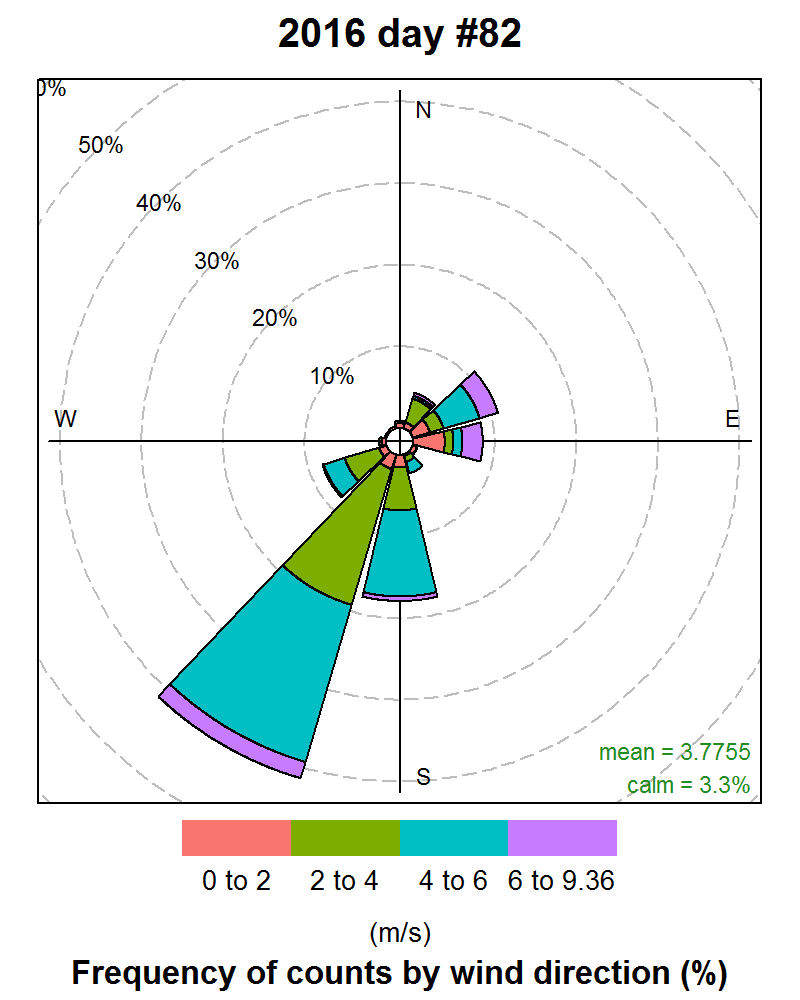 2016 day #82
0%
N
50%
40%
30%
20%
10%
W
E
S
mean = 3.7755
calm = 3.3%
0 to 2 2 to 4 4 to 6 6 to 9.36
(m/s)
Frequency of counts by wind direction (%)